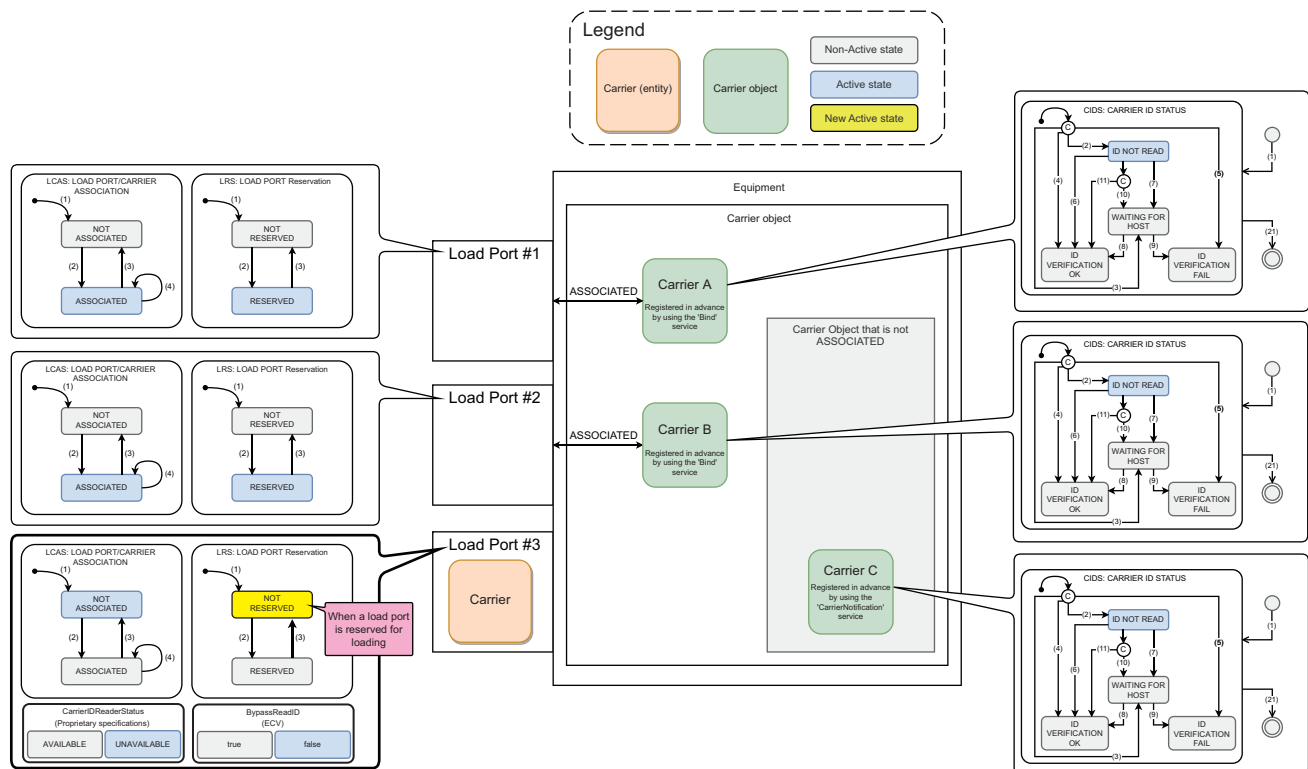 Legend
Carrier (entity)
Carrier object
Non-Active state
Active state
New Active state
LCAS: LOAD PORT/CARRIER
ASSOCIATION
(1)
NOT
ASSOCIATED
(2)
(3)
(4)
ASSOCIATED
LRS: LOAD PORT Reservation
(1)
NOT
RESERVED
(2)
(3)
RESERVED
Load Port #1
LCAS: LOAD PORT/CARRIER
ASSOCIATION
(1)
NOT
ASSOCIATED
(2)
(3)
(4)
ASSOCIATED
LRS: LOAD PORT Reservation
(1)
NOT
RESERVED
(2)
(3)
RESERVED
Load Port #2
LCAS: LOAD PORT/CARRIER
ASSOCIATION
(1)
NOT
ASSOCIATED
(2)
(3)
(4)
ASSOCIATED
LRS: LOAD PORT Reservation
(1)
NOT
RESERVED
(2)
(3)
RESERVED
When a load port
is reserved for
loading
CarrierIDReaderStatus
(Proprietary specifications)
AVAILABLE
UNAVAILABLE
BypassReadID
(ECV)
true
false
Load Port #3
Carrier
Equipment
Carrier object
ASSOCIATED
Carrier A
Registered in advance
by using the 'Bind'
service
Carrier Object that is not
ASSOCIATED
ASSOCIATED
Carrier B
Registered in advance
by using the 'Bind'
service
Carrier C
Registered in advance
by using the
'CarrierNotification'
service
CIDS: CARRIER ID STATUS
C
(2)
ID NOT READ
(1)
(4)
(5)
(6)
(11)
C
(7)
(10)
WAITING FOR
HOST
(8)
(9)
(21)
ID
VERIFICATION
OK
ID
VERIFICATION
FAIL
(3)
CIDS: CARRIER ID STATUS
C
(2)
ID NOT READ
(1)
(4)
(5)
(6)
(11)
C
(7)
(10)
WAITING FOR
HOST
(8)
(9)
(21)
ID
VERIFICATION
OK
ID
VERIFICATION
FAIL
(3)
CIDS: CARRIER ID STATUS
C
(2)
ID NOT READ
(1)
(4)
(5)
(6)
(11)
C
(7)
(10)
WAITING FOR
HOST
(8)
(9)
(21)
ID
VERIFICATION
OK
ID
VERIFICATION
FAIL
(3)